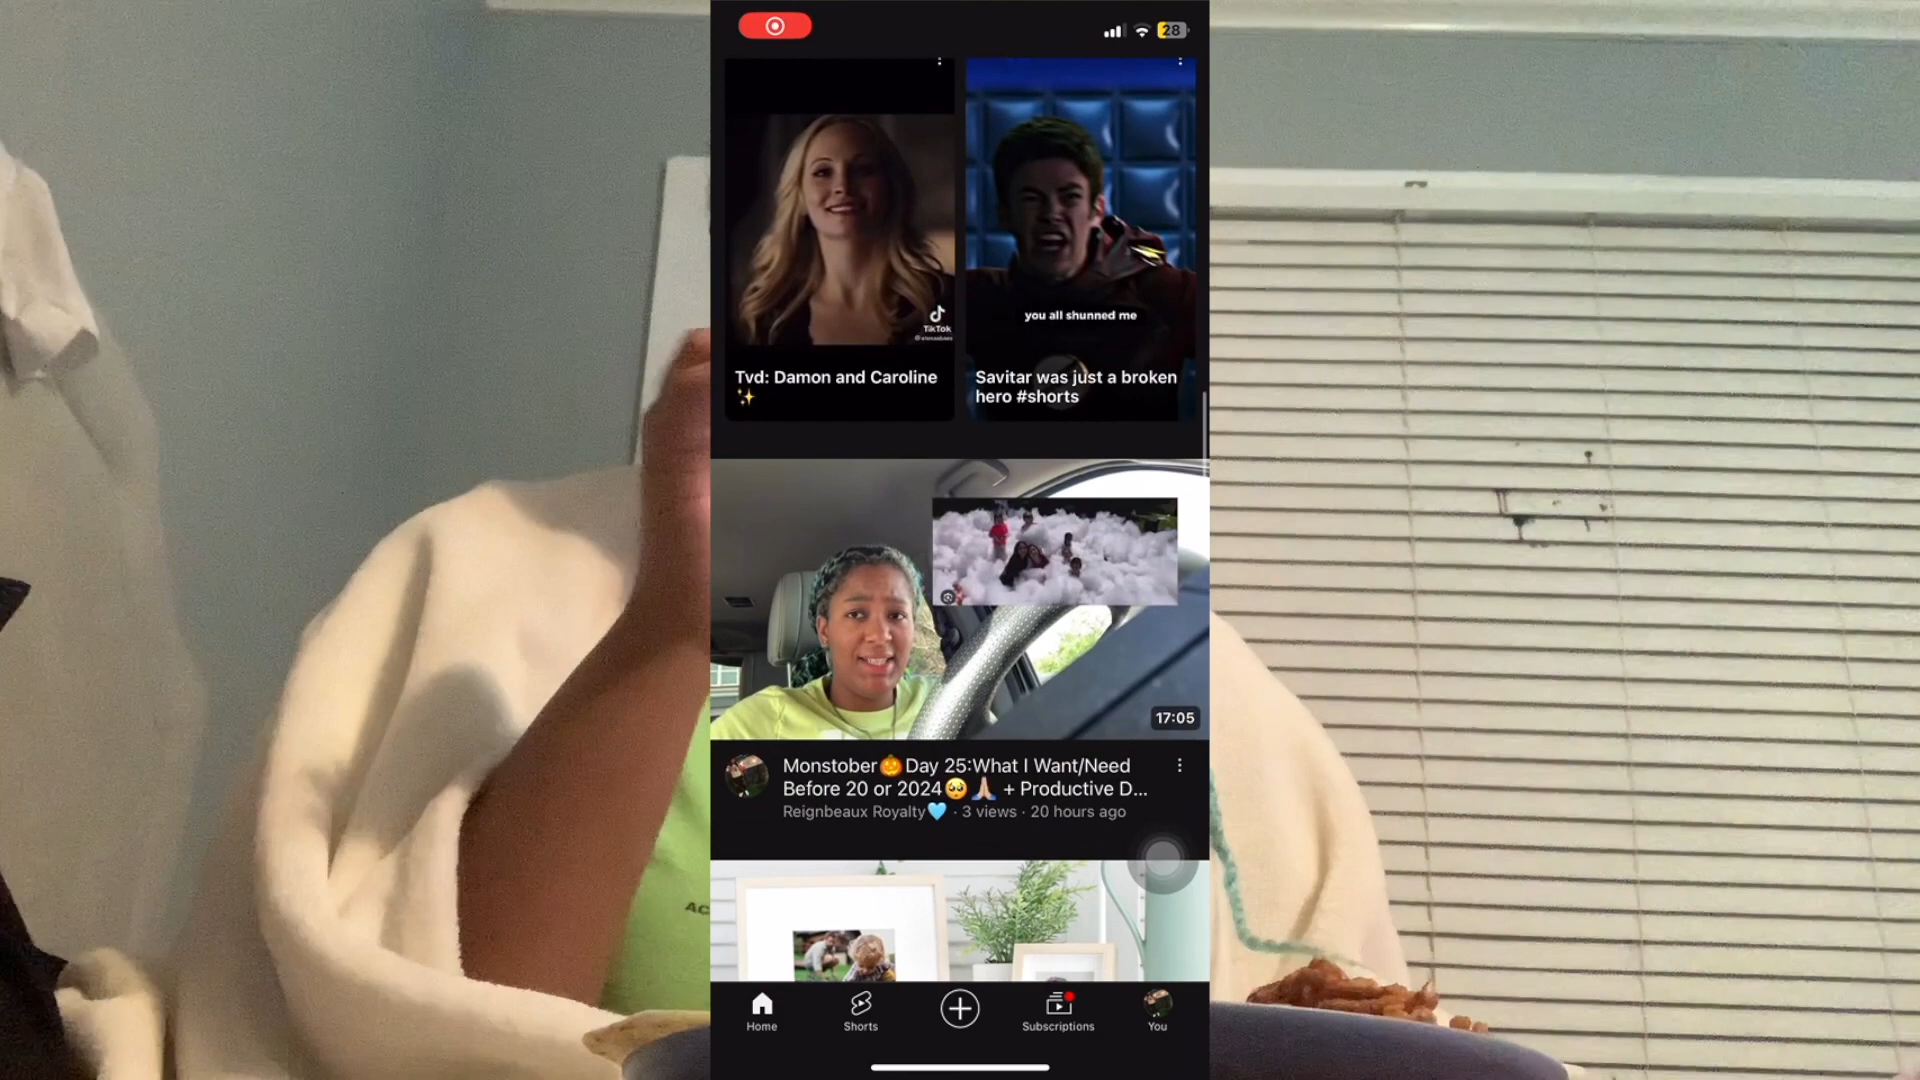 28
you all shunned me
TikTok
Tvd: Damon and Caroline
✨
Savitar was just a broken
hero #shorts
17:05
Monstober🎃Day 25:What I Want/Need
Before 20 or 2024🥺🙏🏼 + Productive D...
Reignbeaux Royalty🩵 · 3 views · 20 hours ago
AC
Home
Shorts
Subscriptions
You